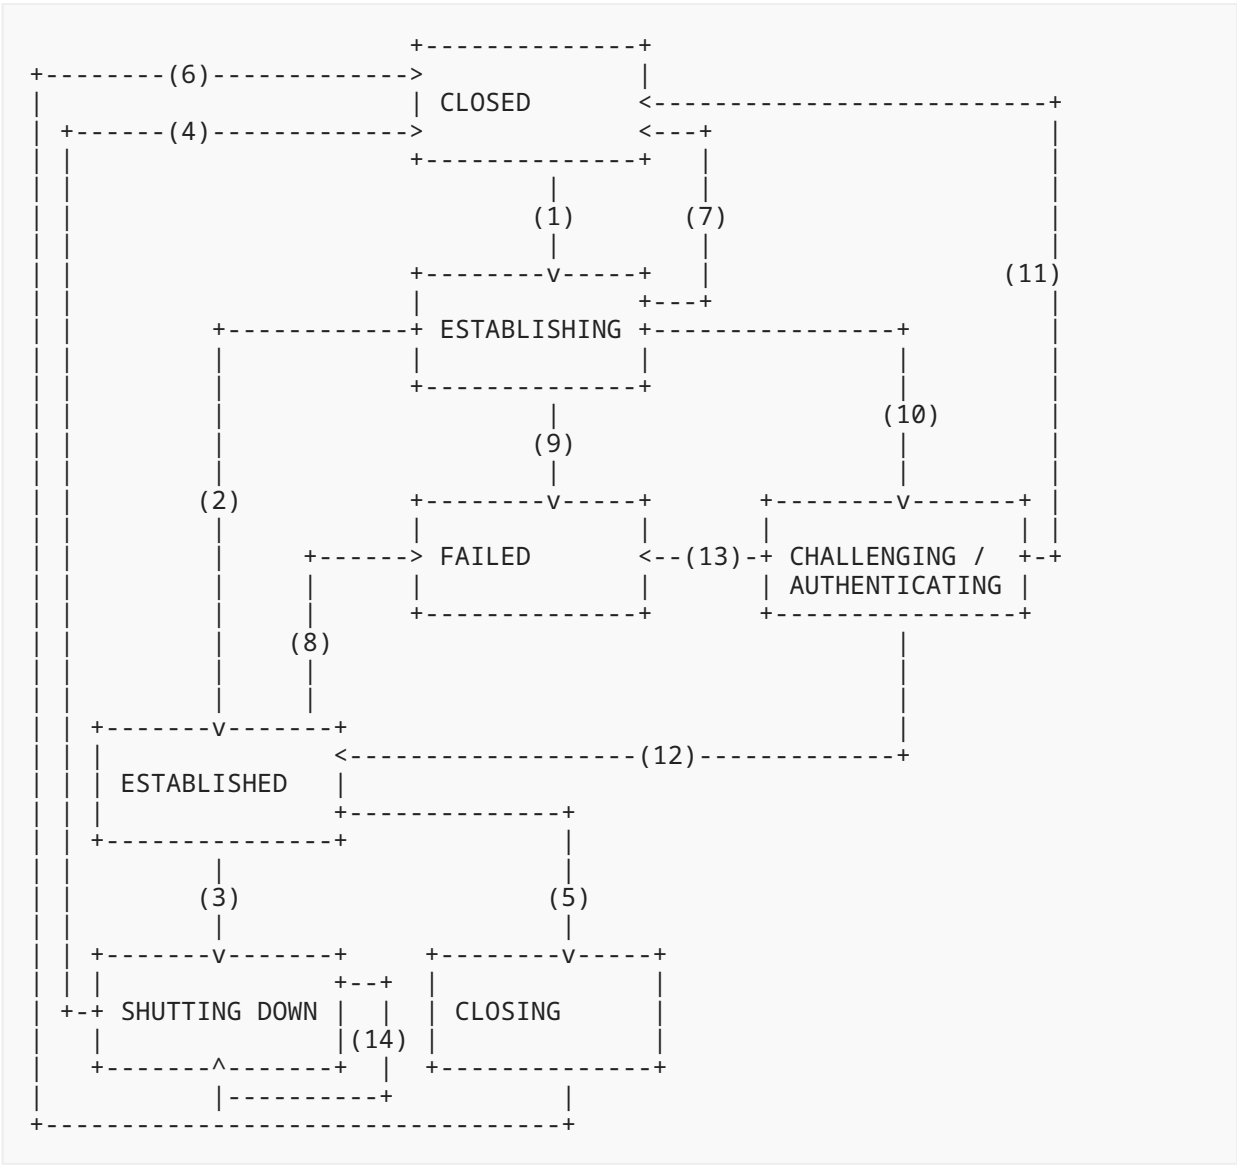 +--------------+
+--------(6)------------->              |
|                        | CLOSED       <--------------------------+
| +------(4)------------->              <---+                      |
| |                      +--------------+   |                      |
| |                               |         |                      |
| |                              (1)       (7)                     |
| |                               |         |                      |
| |                      +--------v-----+   |                   (11)
| |                      |              +---+                      |
| |         +------------+ ESTABLISHING +----------------+         |
| |         |            |              |                |         |
| |         |            +--------------+                |         |
| |         |                     |                    (10)        |
| |         |                    (9)                     |         |
| |         |                     |                      |         |
| |        (2)           +--------v-----+       +--------v-------+ |
| |         |            |              |       |                | |
| |         |     +------> FAILED       <--(13)-+ CHALLENGING /  +-+
| |         |     |      |              |       | AUTHENTICATING |
| |         |     |      +--------------+       +----------------+
| |         |    (8)                                     |
| |         |     |                                      |
| |         |     |                                      |
| | +-------v-------+                                    |
| | |               <-------------------(12)-------------+
| | | ESTABLISHED   |
| | |               +--------------+
| | +---------------+              |
| |         |                      |
| |        (3)                    (5)
| |         |                      |
| | +-------v-------+     +--------v-----+
| | |               +--+  |              |
| +-+ SHUTTING DOWN |  |  | CLOSING      |
|   |               |(14) |              |
|   +-------^-------+  |  +--------------+
|           |----------+           |
+----------------------------------+